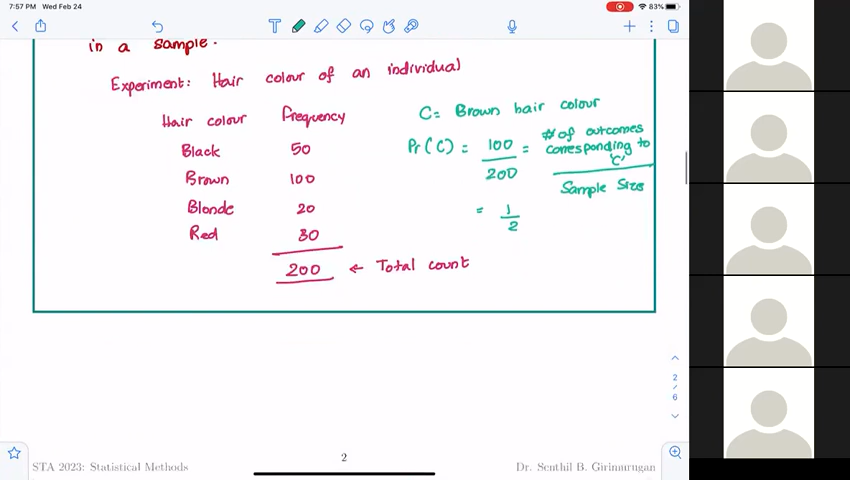 7:57 PM Wed Feb 24
83%
in a sample.
Experiment: Hair colour of an individual
Hair colour Frequency
Black 50
Brown 100
Blonde 20
Red 30
200 ← Total count
C= Brown hair colour
Pr(C) = 100/200 = # of outcomes corresponding to 'C' / Sample Size
= 1/2
2 / 6
2
STA 2023: Statistical Methods
Dr. Senthil B. Girimurugan